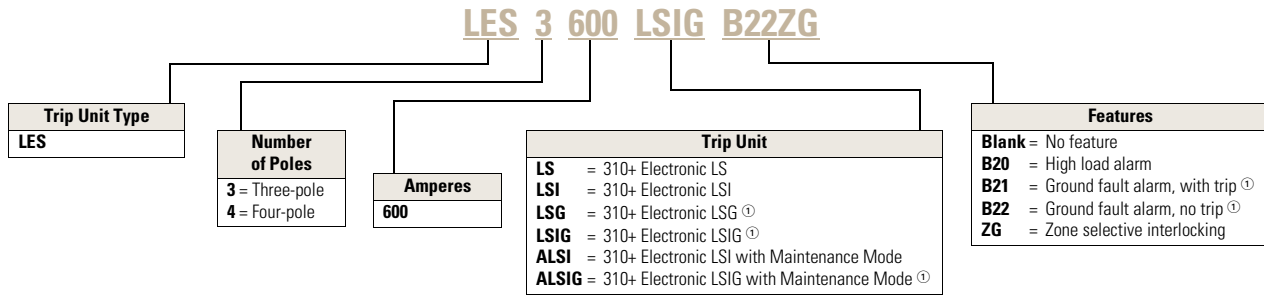 LES 3 600 LSIG B22ZG
Trip Unit Type
LES
Number
of Poles
3 = Three-pole
4 = Four-pole
Amperes
600
Trip Unit
LS = 310+ Electronic LS
LSI = 310+ Electronic LSI
LSG = 310+ Electronic LSG ①
LSIG = 310+ Electronic LSIG ①
ALSI = 310+ Electronic LSI with Maintenance Mode
ALSIG = 310+ Electronic LSIG with Maintenance Mode ①
Features
Blank = No feature
B20 = High load alarm
B21 = Ground fault alarm, with trip ①
B22 = Ground fault alarm, no trip ①
ZG = Zone selective interlocking